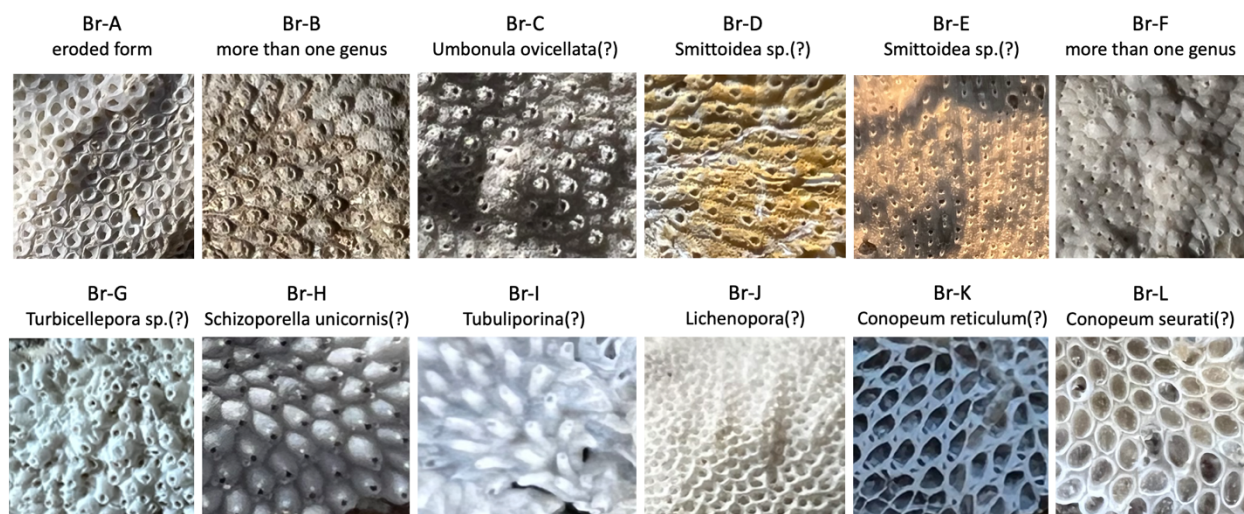 Br-A
eroded form
Br-B
more than one genus
Br-C
Umbonula ovicellata(?)
Br-D
Smittoidea sp.(?)
Br-E
Smittoidea sp.(?)
Br-F
more than one genus
Br-G
Turbicellepora sp.(?)
Br-H
Schizoporella unicornis(?)
Br-I
Tubuliporina(?)
Br-J
Lichenopora(?)
Br-K
Conopeum reticulum(?)
Br-L
Conopeum seurati(?)